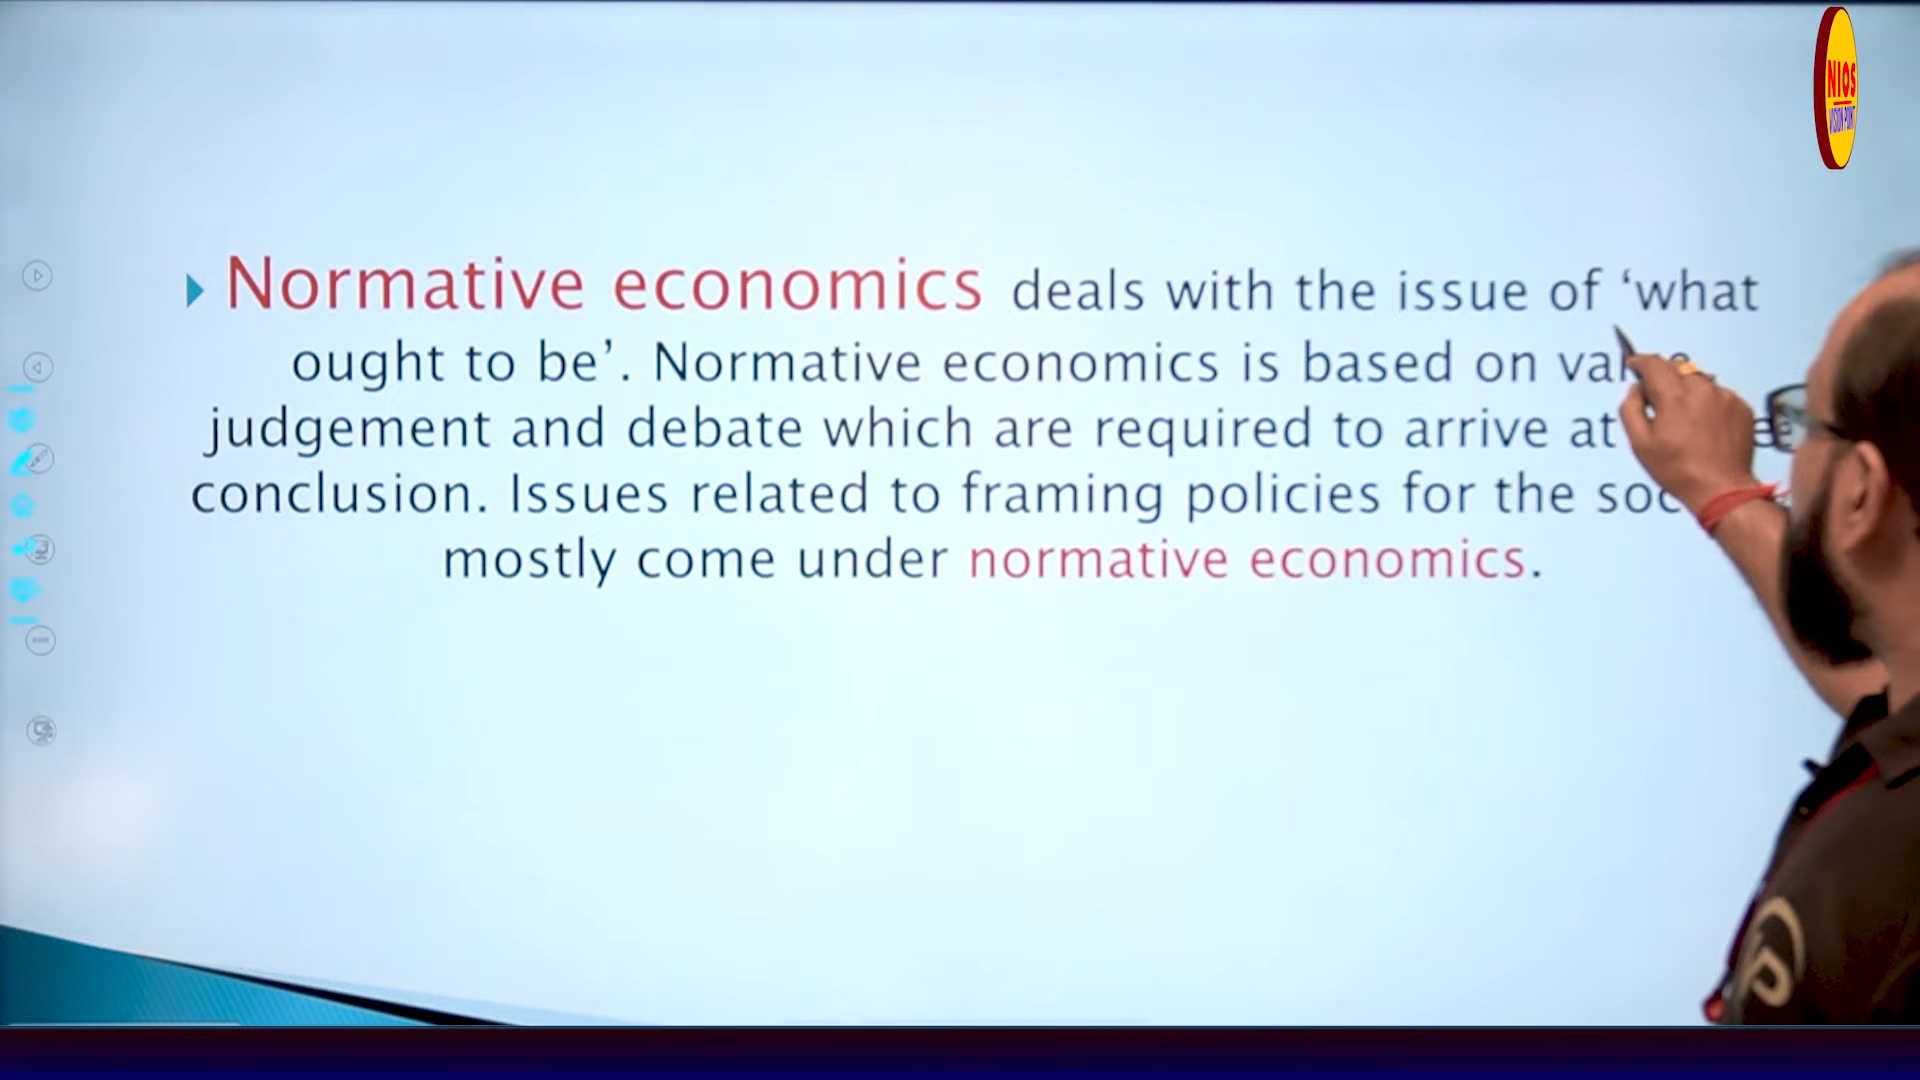 NIOS
VISION POINT
Normative economics deals with the issue of ‘what
ought to be’. Normative economics is based on
judgement and debate which are required to arrive at
conclusion. Issues related to framing policies for the
mostly come under normative economics.